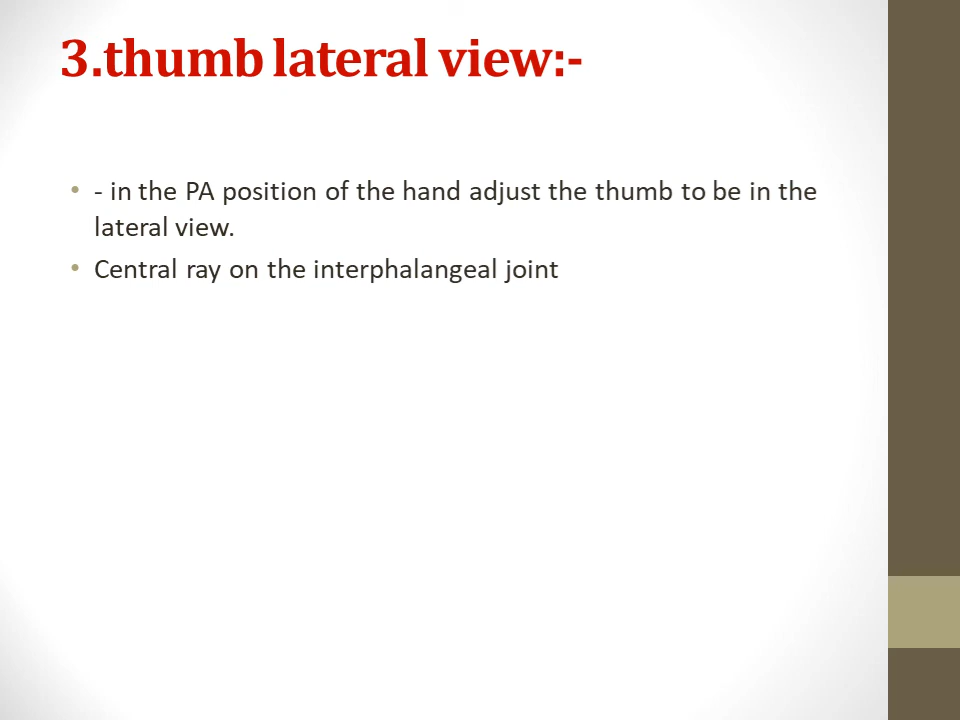 3.thumb lateral view:-
• - in the PA position of the hand adjust the thumb to be in the
lateral view.
• Central ray on the interphalangeal joint